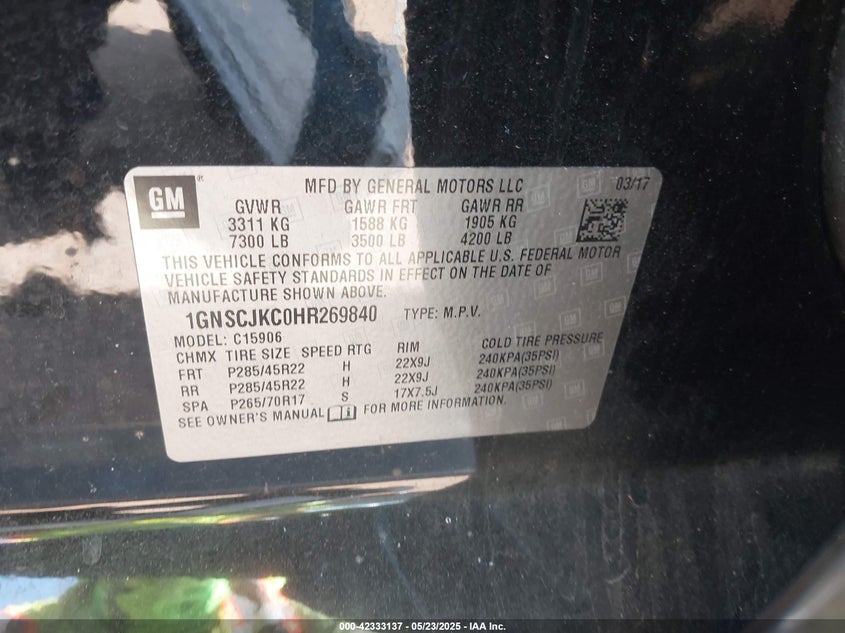 GM ® MFD BY GENERAL MOTORS LLC 03/17
GVWR GAWR FRT GAWR RR
3311 KG 1588 KG 1905 KG
7300 LB 3500 LB 4200 LB
THIS VEHICLE CONFORMS TO ALL APPLICABLE U.S. FEDERAL MOTOR
VEHICLE SAFETY STANDARDS IN EFFECT ON THE DATE OF
MANUFACTURE SHOWN ABOVE.
1GNSCJKC0HR269840 TYPE: M.P.V.
MODEL: C15906
CHMX TIRE SIZE SPEED RTG RIM COLD TIRE PRESSURE
FRT P285/45R22 H 22X9J 240KPA(35PSI)
RR P285/45R22 H 22X9J 240KPA(35PSI)
SPA P265/70R17 S 17X7.5J 240KPA(35PSI)
SEE OWNER'S MANUAL FOR MORE INFORMATION.
000-42333137 - 05/23/2025 - IAA Inc.